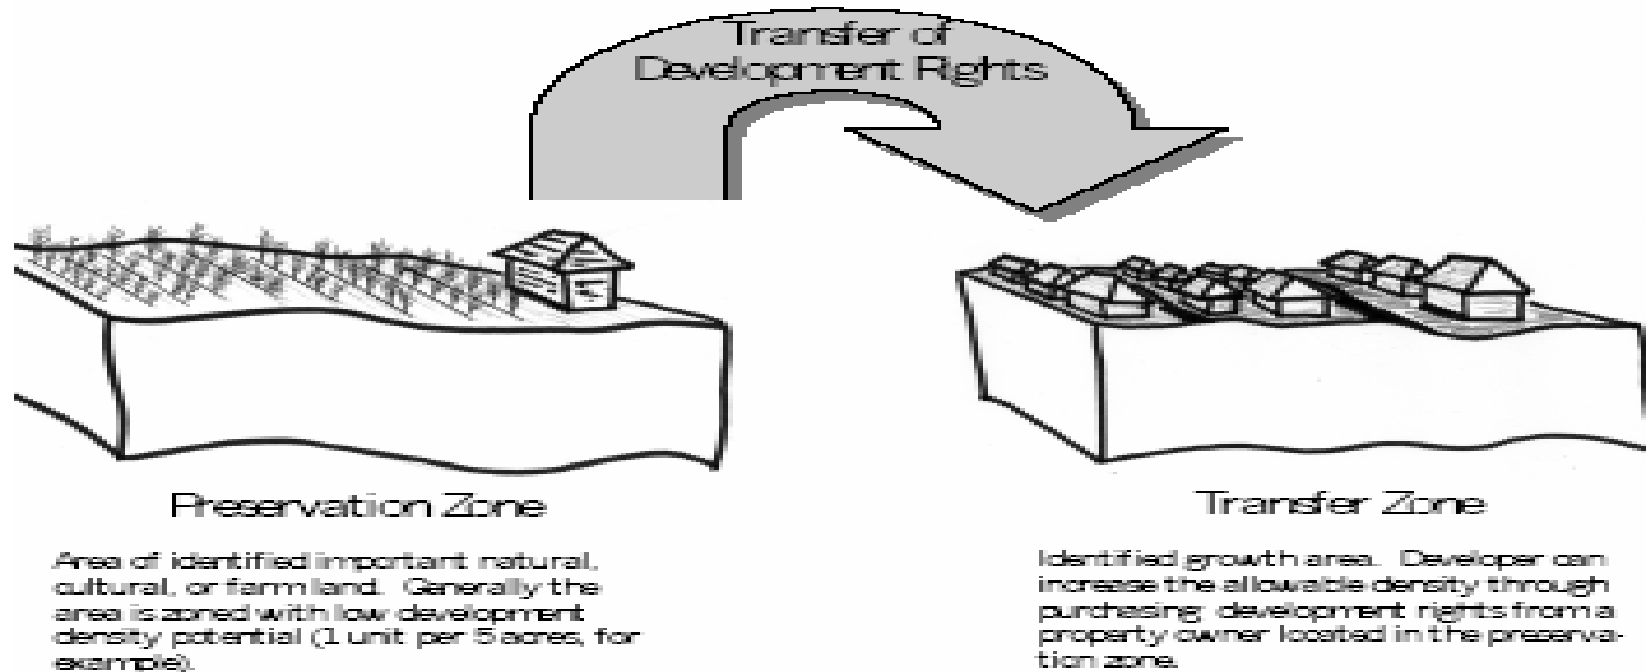 Transfer of
Development Rights
Preservation Zone
Area of identified important natural,
cultural, or farmland. Generally the
area is zoned with low development
density potential (1 unit per 5 acres, for
example).
Transfer Zone
Identified growth area. Developer can
increase the allowable density through
purchasing development rights from a
property owner located in the preserva-
tion zone.